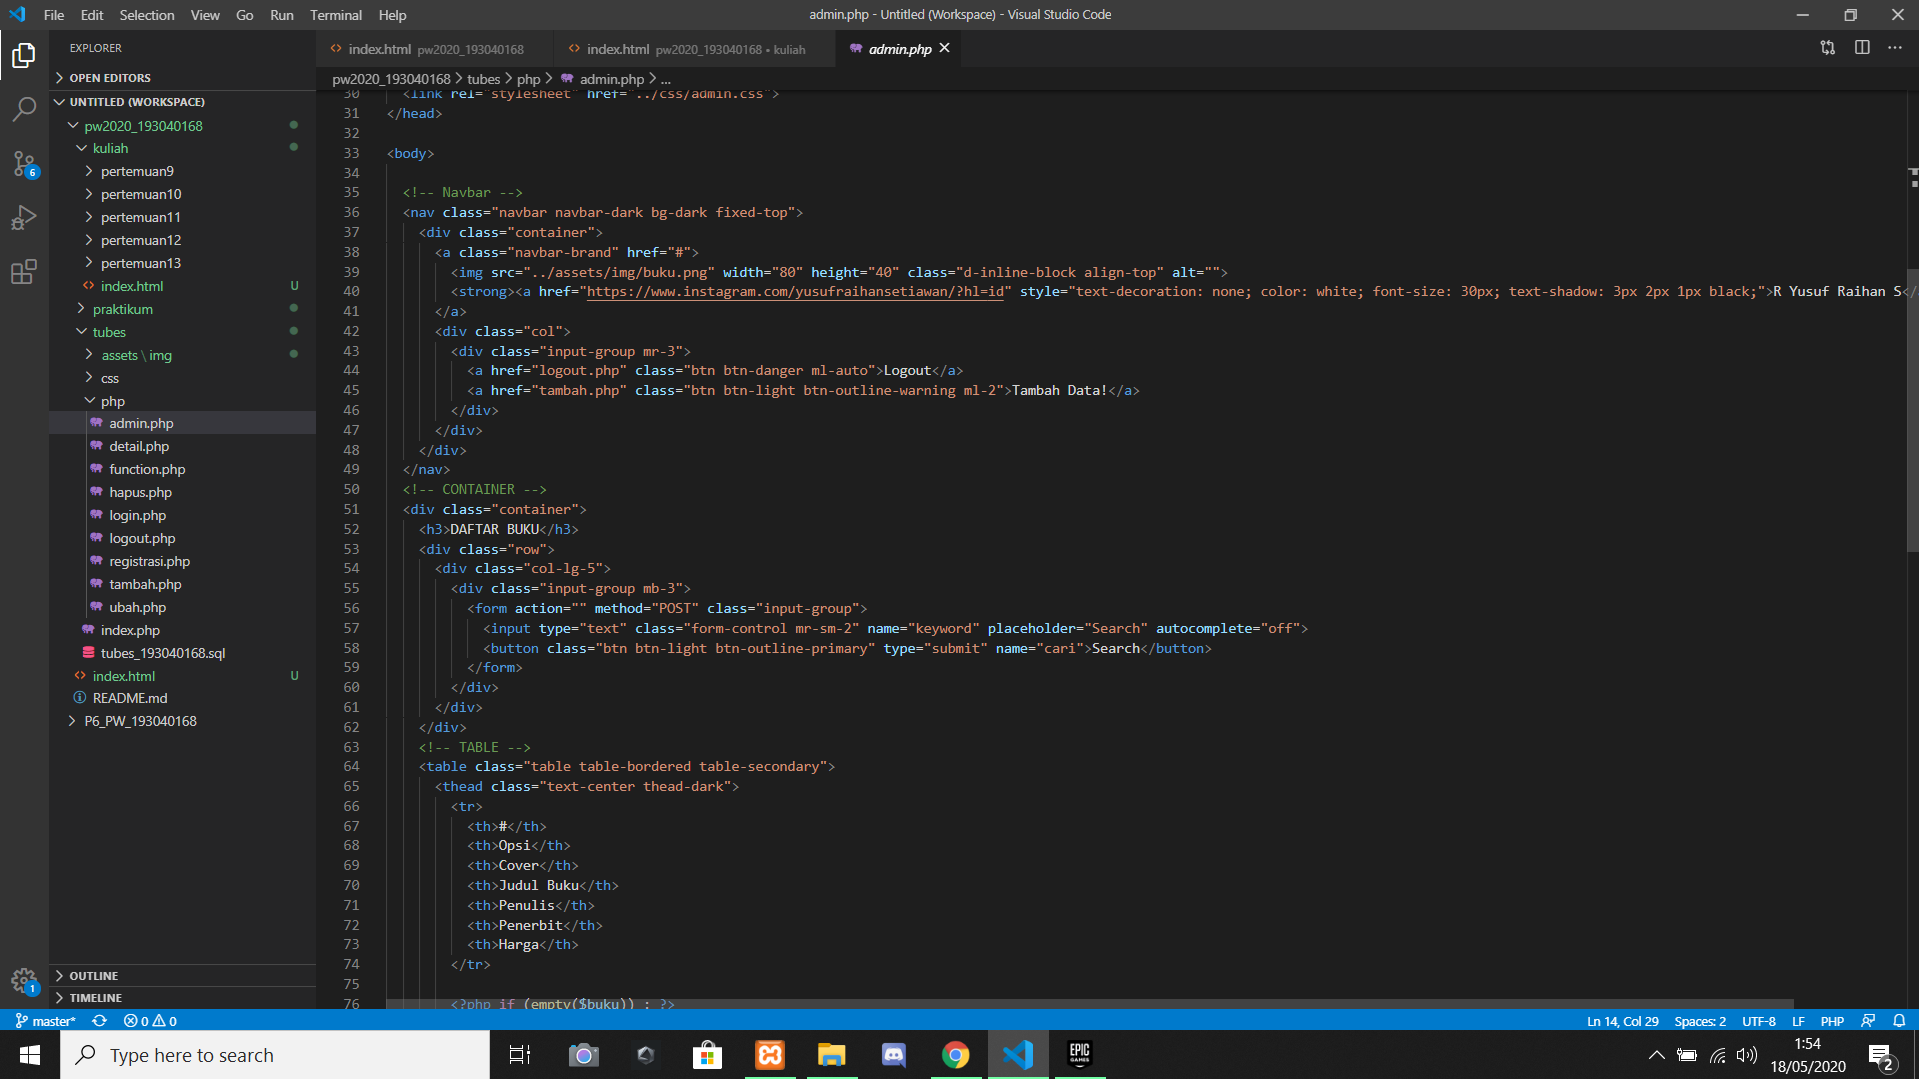 File Edit Selection View Go Run Terminal Help
admin.php - Untitled (Workspace) - Visual Studio Code
EXPLORER
OPEN EDITORS
UNTITLED (WORKSPACE)
pw2020_193040168
kuliah
pertemuan9
pertemuan10
pertemuan11
pertemuan12
pertemuan13
index.html U
praktikum
tubes
assets \ img
css
php
admin.php
detail.php
function.php
hapus.php
login.php
logout.php
registrasi.php
tambah.php
ubah.php
index.php
tubes_193040168.sql
index.html U
README.md
P6_PW_193040168
OUTLINE
TIMELINE
6
1
index.html pw2020_193040168
index.html pw2020_193040168 • kuliah
admin.php
pw2020_193040168 > tubes > php > admin.php > ...
30 <link rel="stylesheet" href="../css/admin.css">
31 </head>
32
33 <body>
34
35 <!-- Navbar -->
36 <nav class="navbar navbar-dark bg-dark fixed-top">
37 <div class="container">
38 <a class="navbar-brand" href="#">
39 <img src="../assets/img/buku.png" width="80" height="40" class="d-inline-block align-top" alt="">
40 <strong><a href="https://www.instagram.com/yusufraihansetiawan/?hl=id" style="text-decoration: none; color: white; font-size: 30px; text-shadow: 3px 2px 1px black;">R Yusuf Raihan S</
41 </a>
42 <div class="col">
43 <div class="input-group mr-3">
44 <a href="logout.php" class="btn btn-danger ml-auto">Logout</a>
45 <a href="tambah.php" class="btn btn-light btn-outline-warning ml-2">Tambah Data!</a>
46 </div>
47 </div>
48 </div>
49 </nav>
50 <!-- CONTAINER -->
51 <div class="container">
52 <h3>DAFTAR BUKU</h3>
53 <div class="row">
54 <div class="col-lg-5">
55 <div class="input-group mb-3">
56 <form action="" method="POST" class="input-group">
57 <input type="text" class="form-control mr-sm-2" name="keyword" placeholder="Search" autocomplete="off">
58 <button class="btn btn-light btn-outline-primary" type="submit" name="cari">Search</button>
59 </form>
60 </div>
61 </div>
62 </div>
63 <!-- TABLE -->
64 <table class="table table-bordered table-secondary">
65 <thead class="text-center thead-dark">
66 <tr>
67 <th>#</th>
68 <th>Opsi</th>
69 <th>Cover</th>
70 <th>Judul Buku</th>
71 <th>Penulis</th>
72 <th>Penerbit</th>
73 <th>Harga</th>
74 </tr>
75
76 <?php if (empty($buku)) : ?>
master* 0 0
Ln 14, Col 29 Spaces: 2 UTF-8 LF PHP
Type here to search
EPIC GAMES
1:54
18/05/2020
2